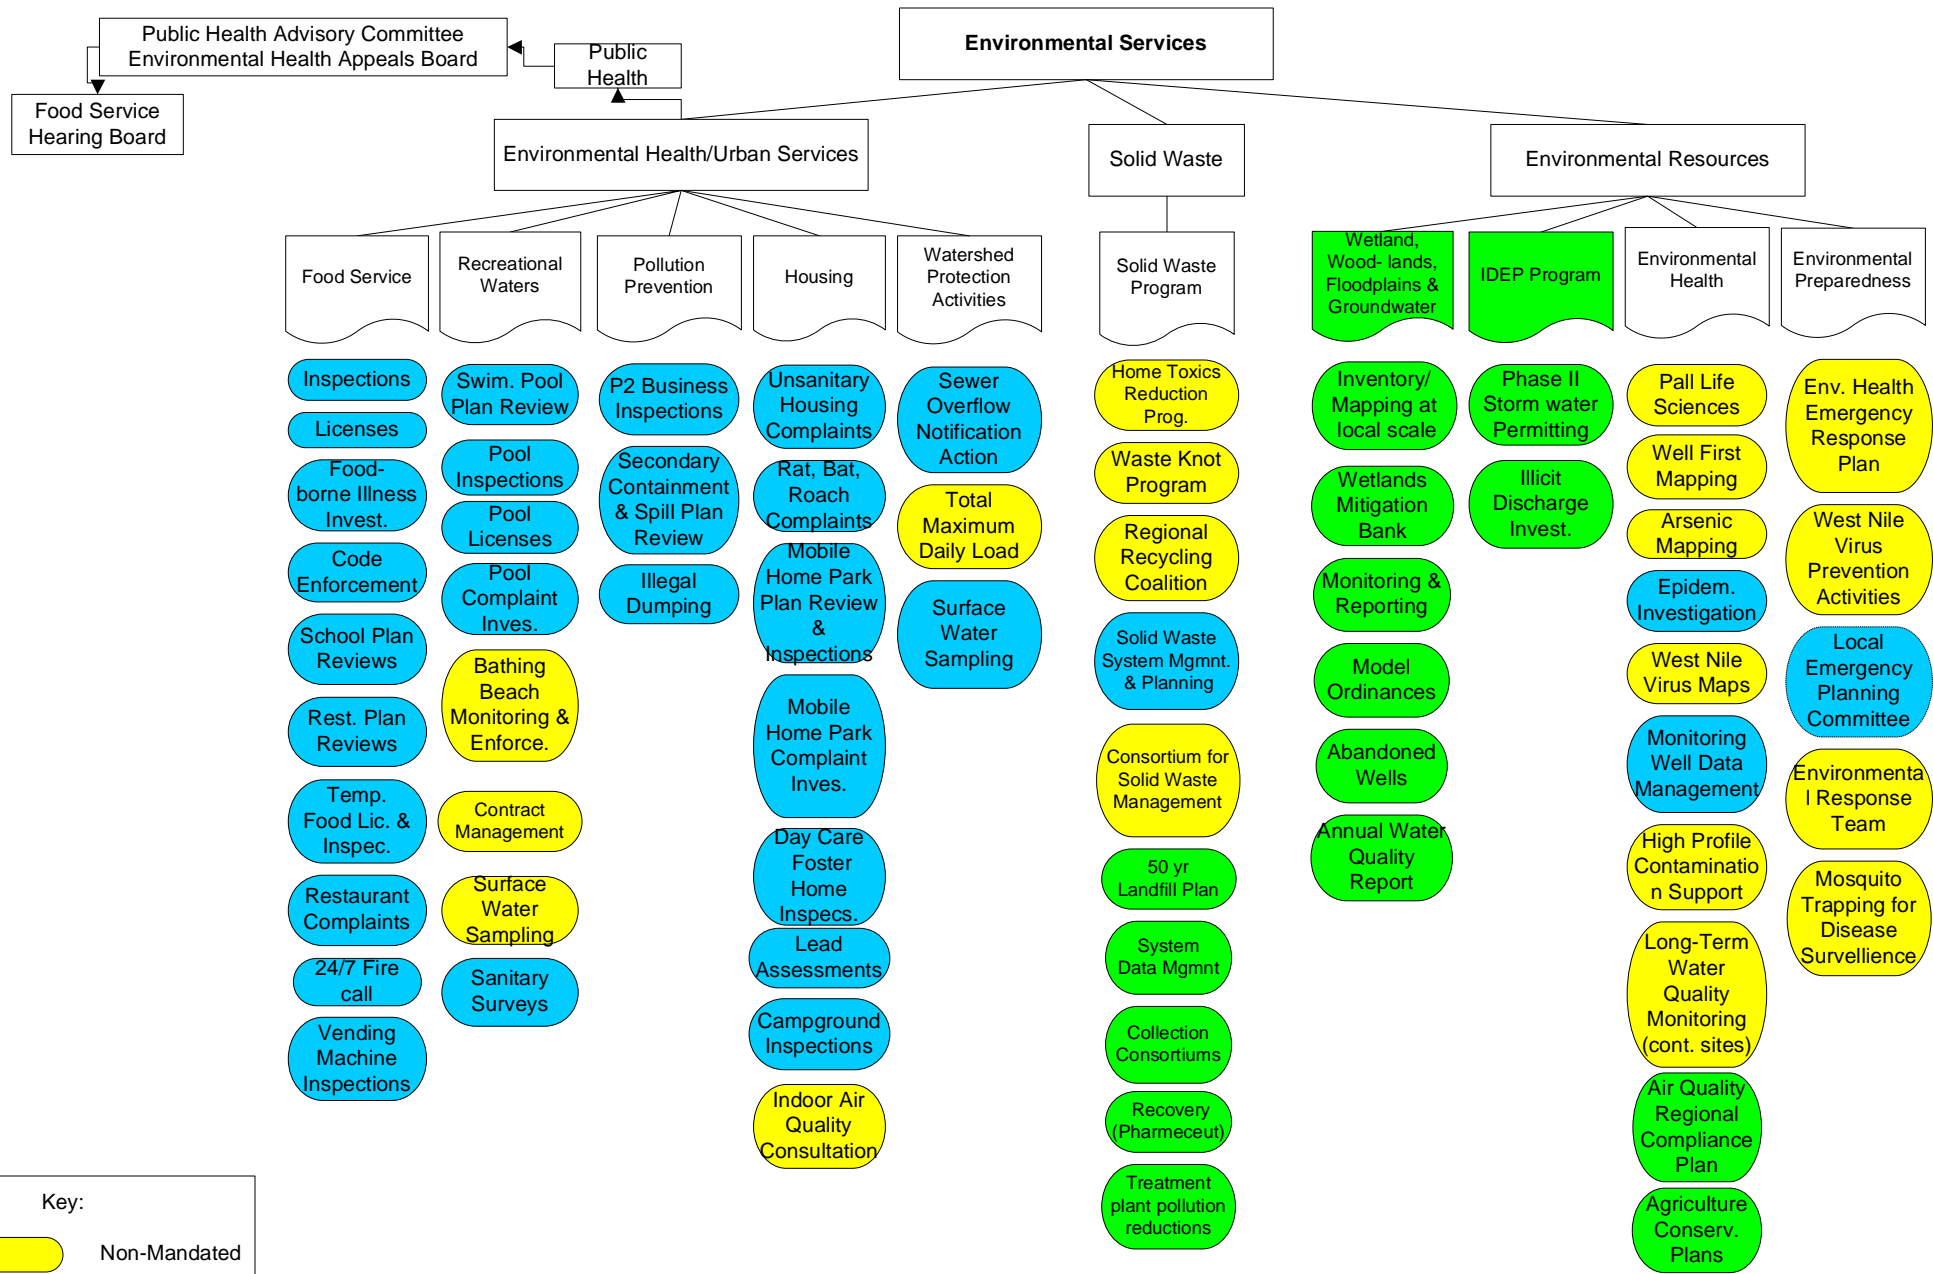 Public Health Advisory Committee
Environmental Health Appeals Board
Public
Health
Environmental Services
Food Service
Hearing Board
Environmental Health/Urban Services
Solid Waste
Environmental Resources
Food Service
Recreational
Waters
Pollution
Prevention
Housing
Watershed
Protection
Activities
Solid Waste
Program
Wetland,
Wood- lands,
Floodplains &
Groundwater
IDEP Program
Environmental
Health
Environmental
Preparedness
Inspections
Licenses
Food-
borne Illness
Invest.
Code
Enforcement
School Plan
Reviews
Rest. Plan
Reviews
Temp.
Food Lic. &
Inspec.
Restaurant
Complaints
24/7 Fire
call
Vending
Machine
Inspections
Swim. Pool
Plan Review
Pool
Inspections
Pool
Licenses
Pool
Complaint
Inves.
Bathing
Beach
Monitoring &
Enforce.
Contract
Management
Surface
Water
Sampling
Sanitary
Surveys
P2 Business
Inspections
Secondary
Containment
& Spill Plan
Review
Illegal
Dumping
Unsanitary
Housing
Complaints
Rat, Bat,
Roach
Complaints
Mobile
Home Park
Plan Review
&
Inspections
Mobile
Home Park
Complaint
Inves.
Day Care
Foster
Home
Inspecs.
Lead
Assessments
Campground
Inspections
Indoor Air
Quality
Consultation
Sewer
Overflow
Notification
Action
Total
Maximum
Daily Load
Surface
Water
Sampling
Home Toxics
Reduction
Prog.
Waste Knot
Program
Regional
Recycling
Coalition
Solid Waste
System Mgmnt.
& Planning
Consortium for
Solid Waste
Management
50 yr
Landfill Plan
System
Data Mgmnt
Collection
Consortiums
Recovery
(Pharmeceut)
Treatment
plant pollution
reductions
Inventory/
Mapping at
local scale
Wetlands
Mitigation
Bank
Monitoring &
Reporting
Model
Ordinances
Abandoned
Wells
Annual Water
Quality
Report
Phase II
Storm water
Permitting
Illicit
Discharge
Invest.
Pall Life
Sciences
Well First
Mapping
Arsenic
Mapping
Epidem.
Investigation
West Nile
Virus Maps
Monitoring
Well Data
Management
High Profile
Contaminatio
n Support
Long-Term
Water
Quality
Monitoring
(cont. sites)
Air Quality
Regional
Compliance
Plan
Agriculture
Conserv.
Plans
Env. Health
Emergency
Response
Plan
West Nile
Virus
Prevention
Activities
Local
Emergency
Planning
Committee
Environmenta
l Response
Team
Mosquito
Trapping for
Disease
Survellience
Key:
Non-Mandated